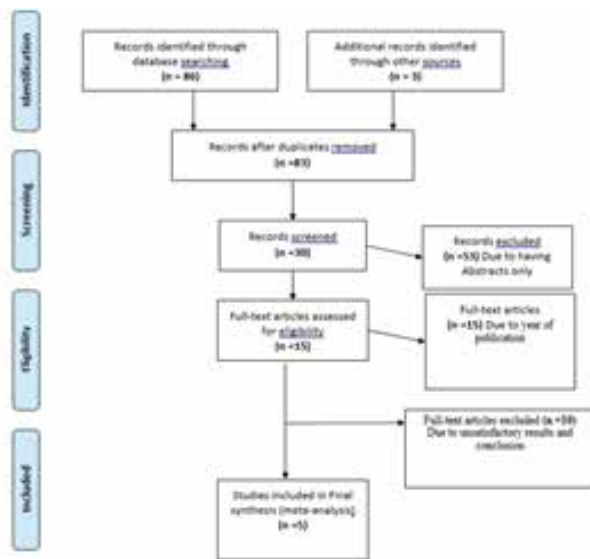 Identification
Records identified through
database searching
(n = 86)
Additional records identified
through other sources
(n = 3)
Records after duplicates removed
(n =83)
Screening
Records screened
(n =30)
Records excluded
(n =53) Due to having
Abstracts only
Eligibility
Full-text articles assessed
for eligibility
(n =15)
Full-text articles
(n =15) Due to year of
publication
Full-text articles excluded (n =10)
Due to unsatisfactory results and
conclusion
Included
Studies included in Final
synthesis (meta-analysis)
(n =5)